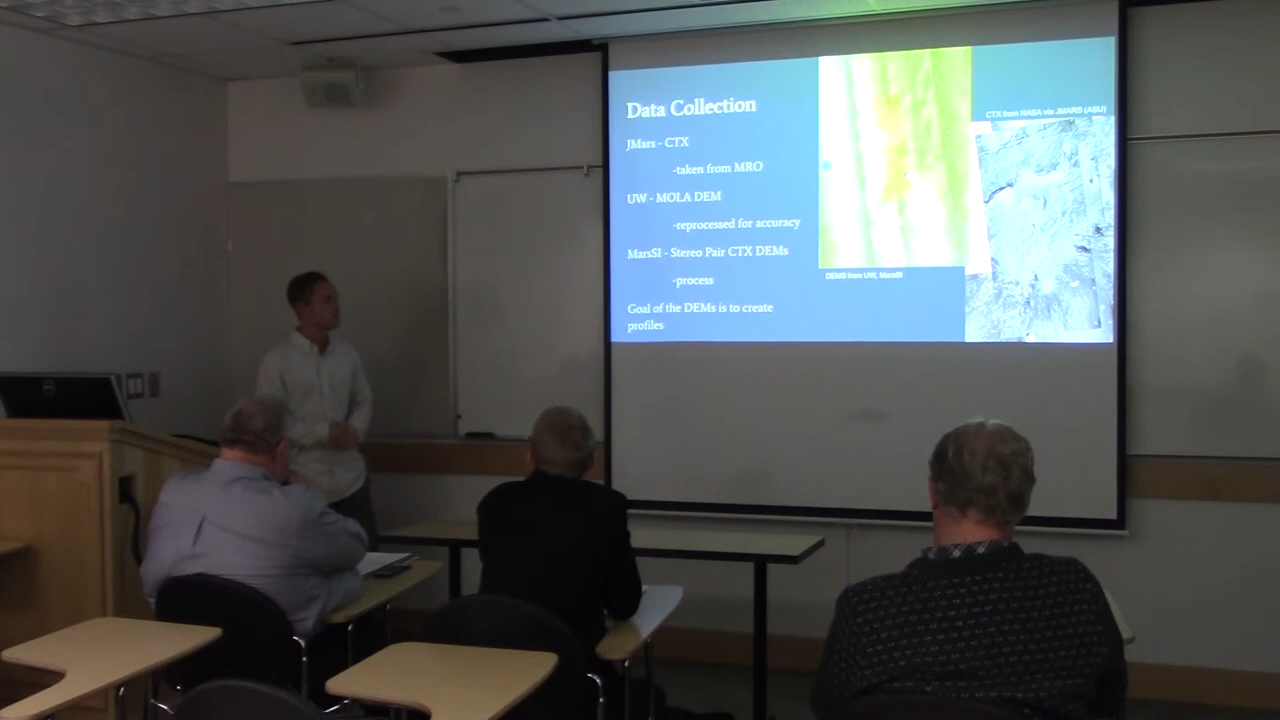 Data Collection
JMars - CTX
-taken from MRO
UW - MOLA DEM
-reprocessed for accuracy
MarsSI - Stereo Pair CTX DEMs
-process
Goal of the DEMs is to create
profiles
CTX from NASA via JMARS (ASU)
DEMS from UW, MarsSI